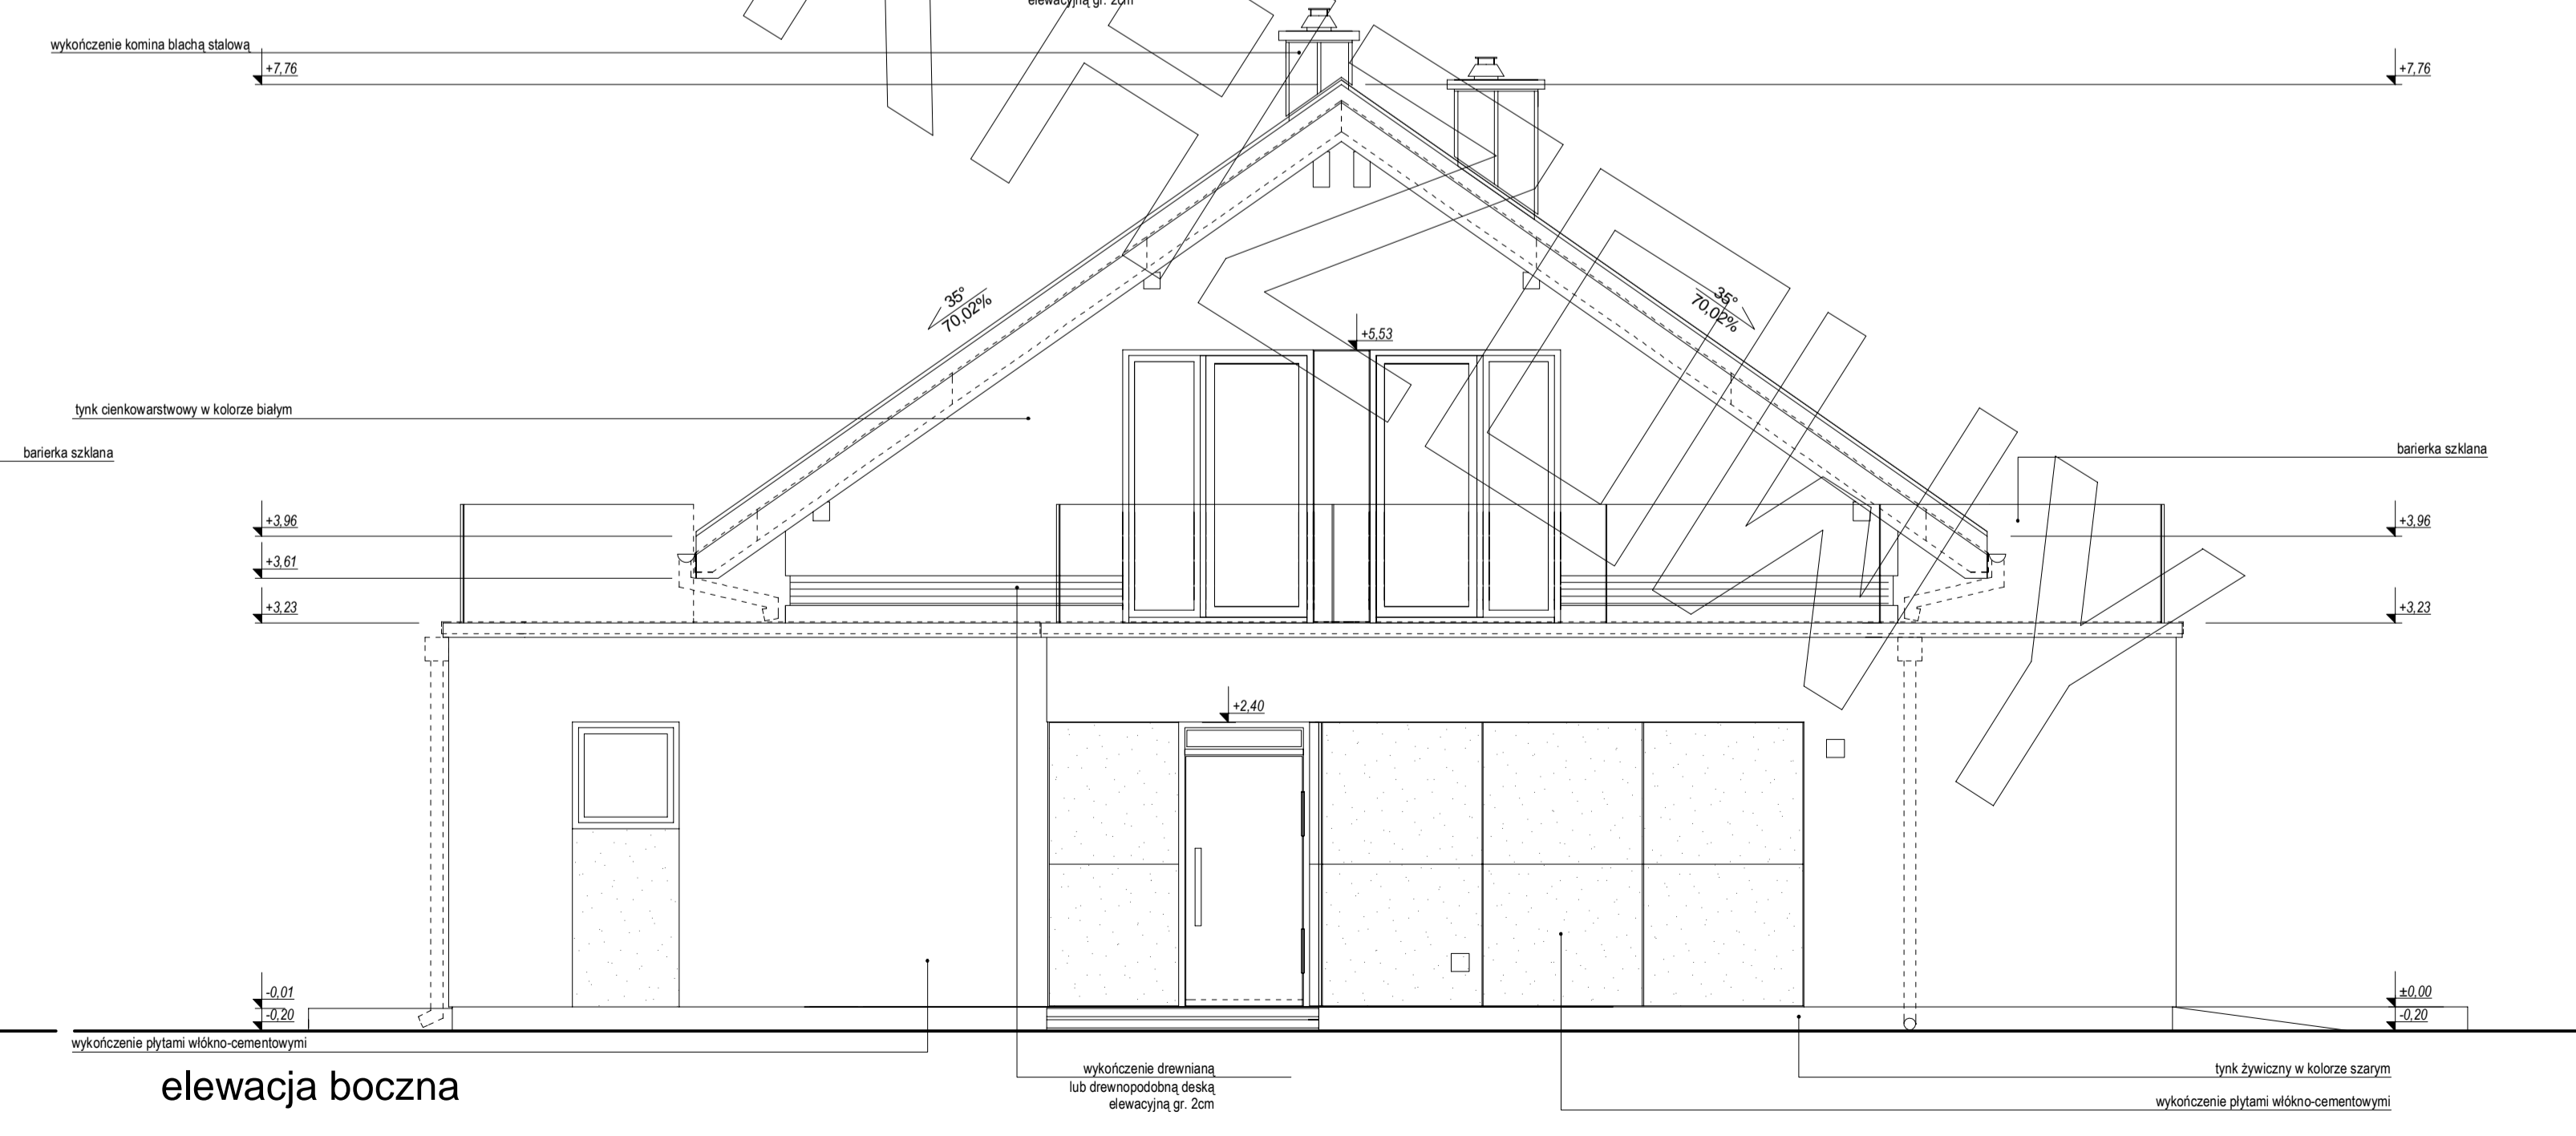 elewacyjną gr. 2cm
wykończenie komina blachą stalową
+7,76
+7,76
35°
70,02%
35°
70,02%
+5,53
tynk cienkowarstwowy w kolorze białym
barierka szklana
barierka szklana
+3,96
+3,96
+3,61
+3,23
+3,23
+2,40
-0,01
±0,00
-0,20
-0,20
wykończenie płytami włókno-cementowymi
wykończenie drewnianą
lub drewnopodobną deską
elewacyjną gr. 2cm
tynk żywiczny w kolorze szarym
wykończenie płytami włókno-cementowymi
elewacja boczna